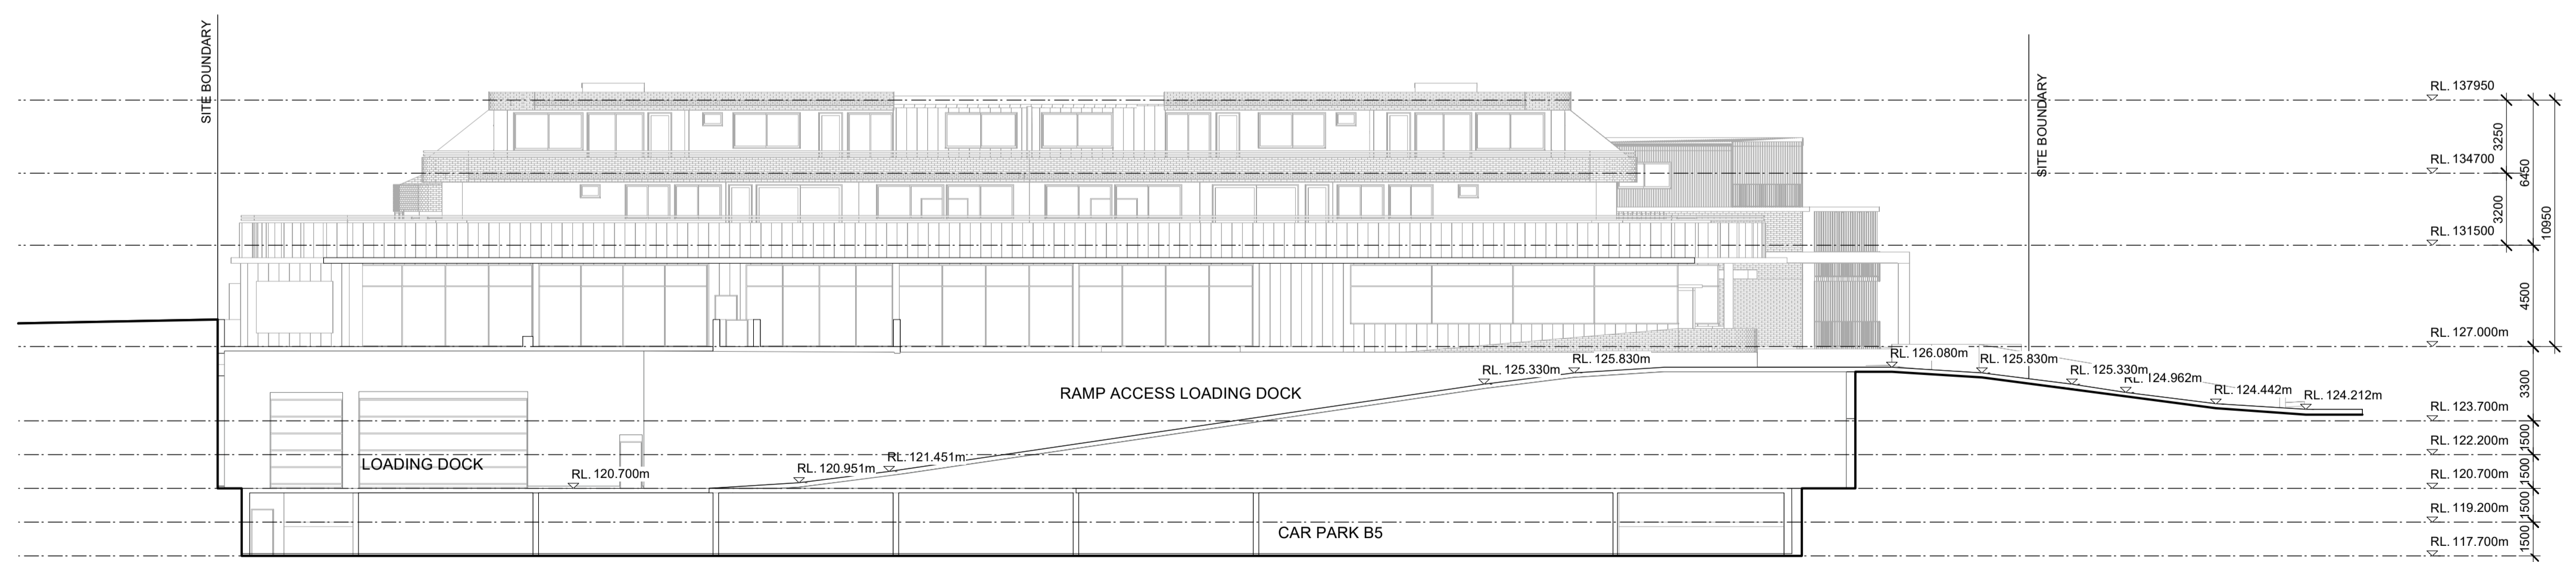 SITE BOUNDARY
SITE BOUNDARY
RL. 137950
3250
RL. 134700
6450
3200
10950
RL. 131500
4500
RL. 127.000m
RL. 125.830m
RL. 126.080m
RL. 125.830m
RL. 125.330m
RL. 125.330m
RL. 124.962m
RL. 124.442m
RL. 124.212m
3300
RAMP ACCESS LOADING DOCK
RL. 123.700m
1500
RL. 122.200m
RL. 121.451m
LOADING DOCK
RL. 120.951m
RL. 120.700m
1500
RL. 120.700m
1500
RL. 119.200m
CAR PARK B5
1500
RL. 117.700m